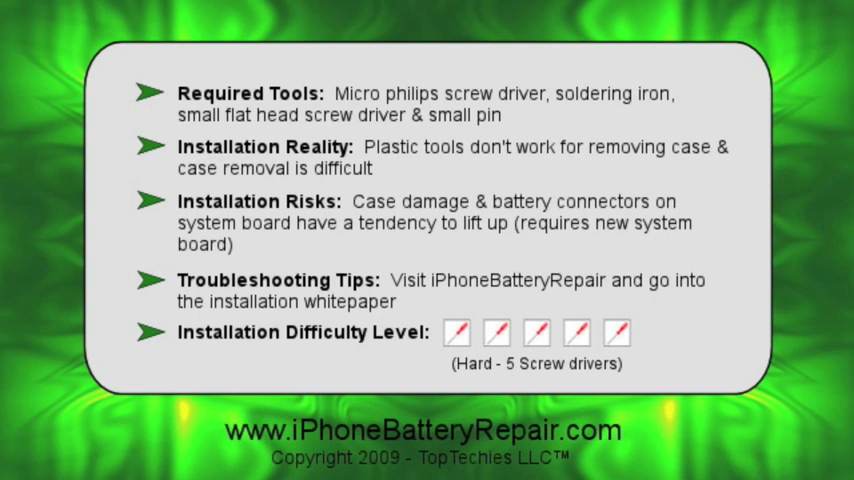 Required Tools: Micro philips screw driver, soldering iron,
small flat head screw driver & small pin
Installation Reality: Plastic tools don't work for removing case &
case removal is difficult
Installation Risks: Case damage & battery connectors on
system board have a tendency to lift up (requires new system
board)
Troubleshooting Tips: Visit iPhoneBatteryRepair and go into
the installation whitepaper
Installation Difficulty Level:
(Hard - 5 Screw drivers)
www.iPhoneBatteryRepair.com
Copyright 2009 - TopTechies LLC™